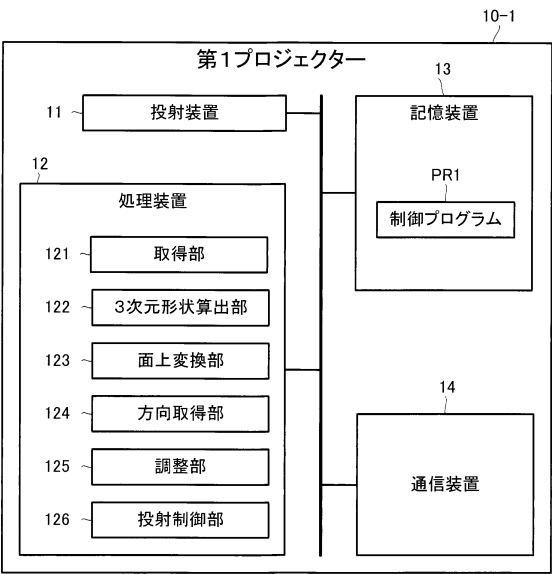 10-1
第1プロジェクター
11
投射装置
12
処理装置
121
取得部
122
3次元形状算出部
123
面上変換部
124
方向取得部
125
調整部
126
投射制御部
13
記憶装置
PR1
制御プログラム
14
通信装置